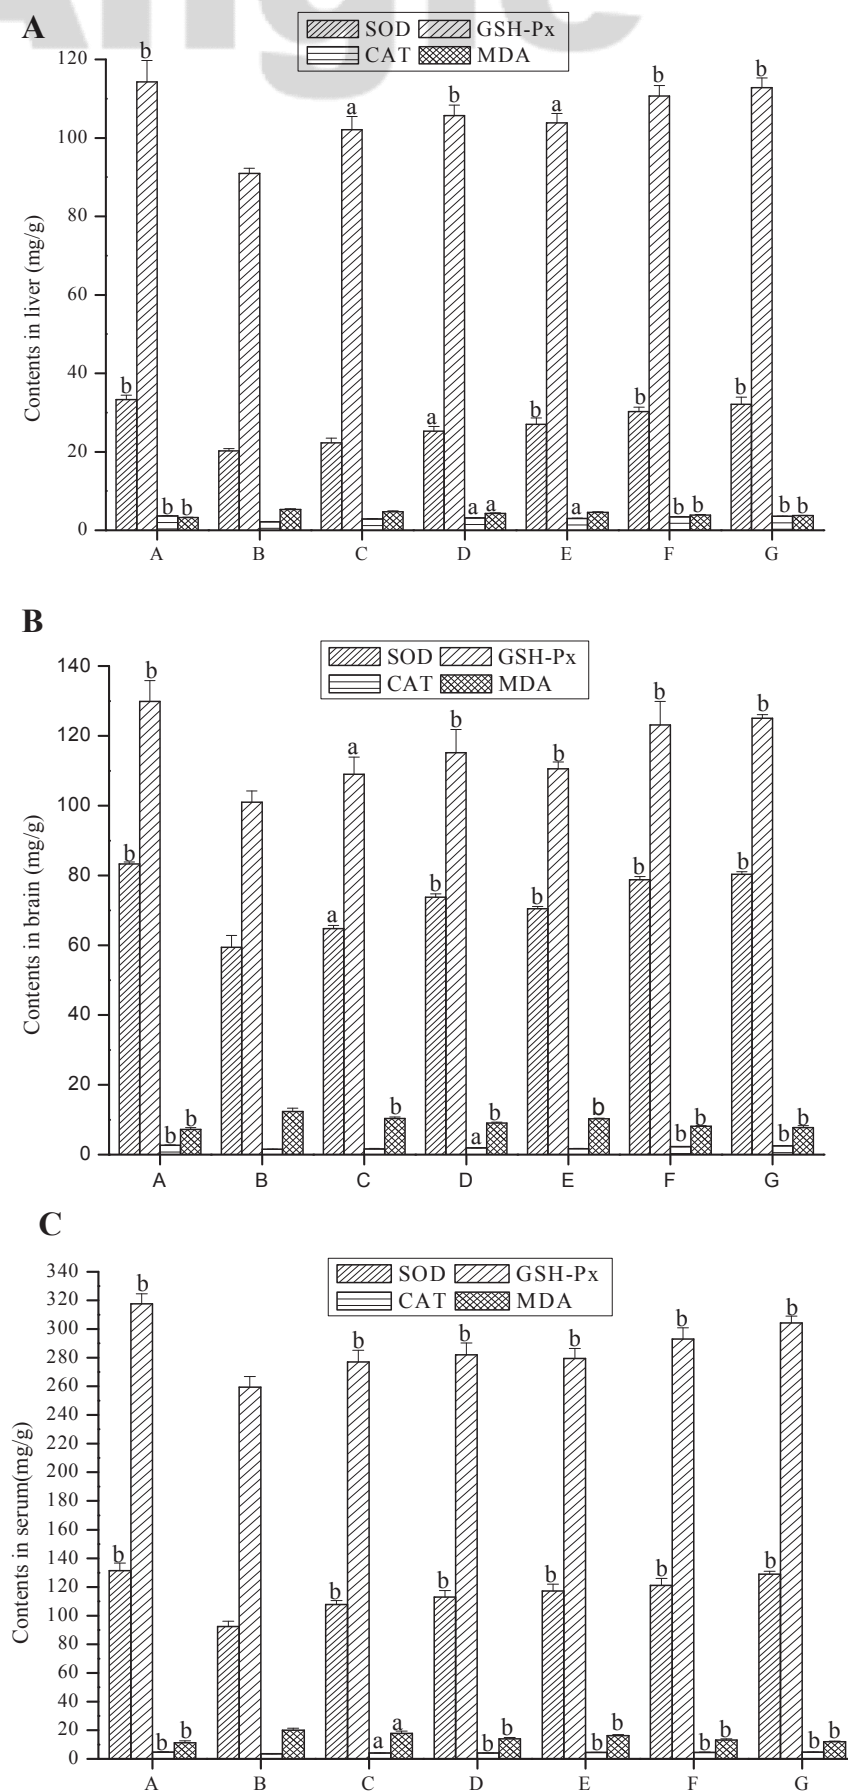 A
SOD GSH-Px
CAT MDA
Contents in liver (mg/g)
120
100
80
60
40
20
0
b b b b
b
a b a
a b a a
b a b
b b b b
b b b b
A B C D E F G
B
SOD GSH-Px
CAT MDA
Contents in brain (mg/g)
140
120
100
80
60
40
20
0
b b b b
a a b
b b a b
b b b
b b b b
b b b b
A B C D E F G
C
SOD GSH-Px
CAT MDA
Contents in serum(mg/g)
340
320
300
280
260
240
220
200
180
160
140
120
100
80
60
40
20
0
b b b b
b b a a
b b b b
b b b b
b b b b
b b b b
A B C D E F G